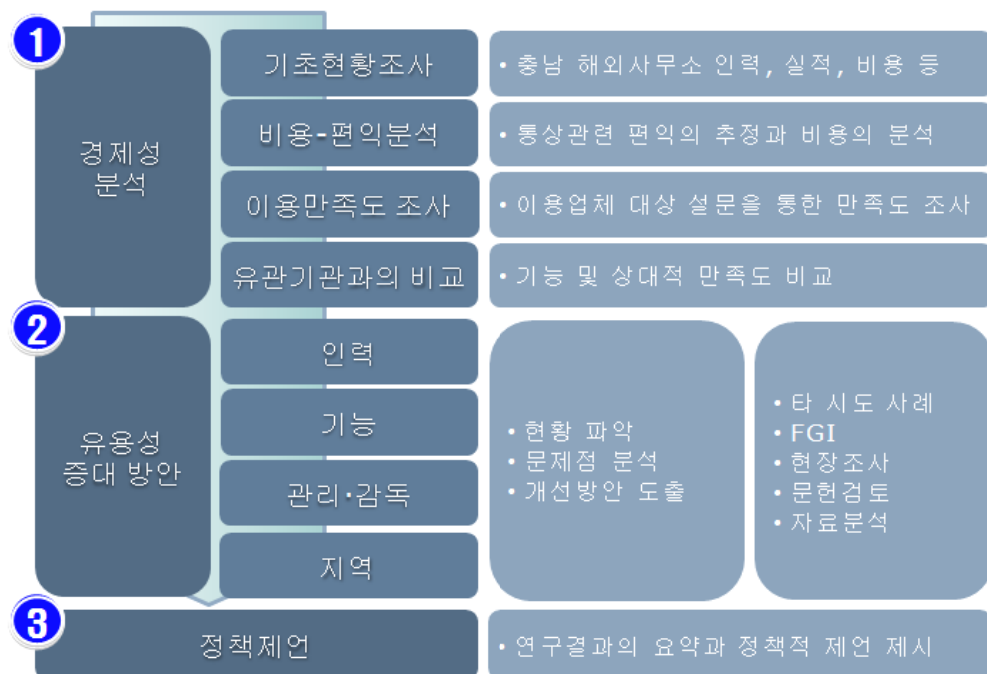 1
경제성
분석
기초현황조사
• 충남 해외사무소 인력, 실적, 비용 등
비용-편익분석
• 통상관련 편익의 추정과 비용의 분석
이용만족도 조사
• 이용업체 대상 설문을 통한 만족도 조사
유관기관과의 비교
• 기능 및 상대적 만족도 비교
2
유용성
증대 방안
인력
기능
관리·감독
지역
• 현황 파악
• 문제점 분석
• 개선방안 도출
• 타 시도 사례
• FGI
• 현장조사
• 문헌검토
• 자료분석
3
정책제언
• 연구결과의 요약과 정책적 제언 제시